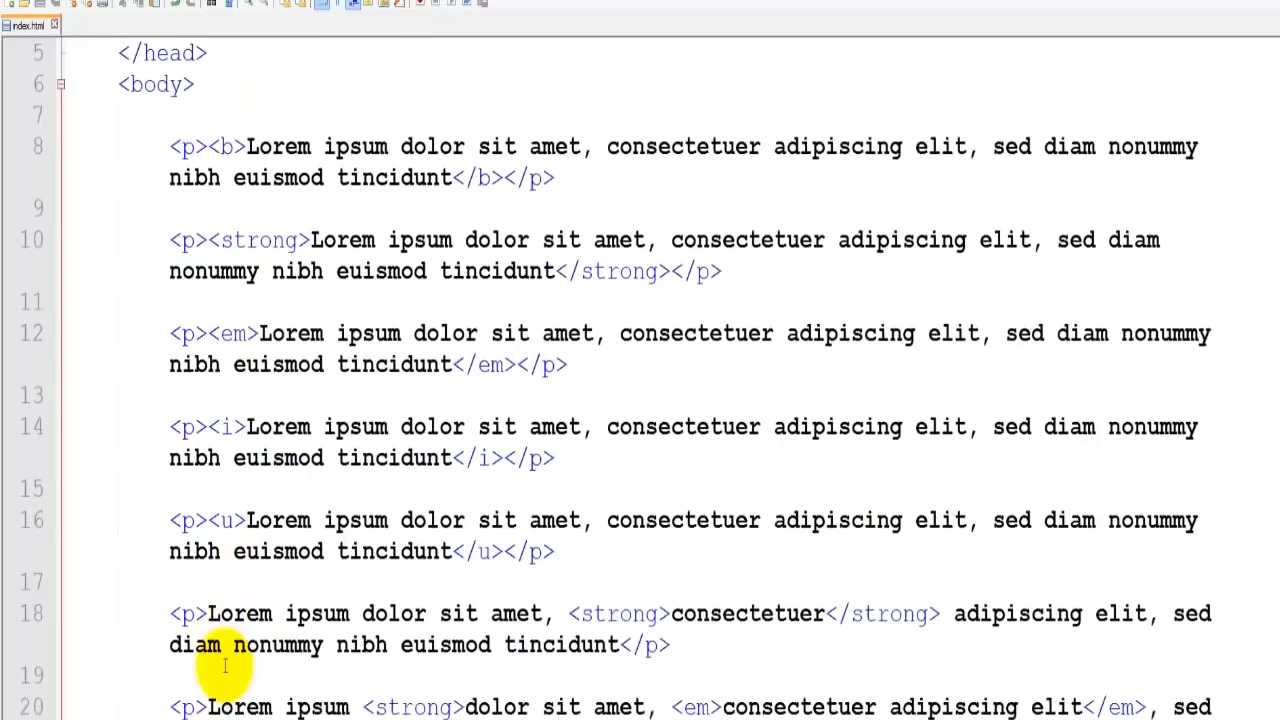 index.html
5 </head>
6 <body>
7
8 <p><b>Lorem ipsum dolor sit amet, consectetuer adipiscing elit, sed diam nonummy
nibh euismod tincidunt</b></p>
9
10 <p><strong>Lorem ipsum dolor sit amet, consectetuer adipiscing elit, sed diam
nonummy nibh euismod tincidunt</strong></p>
11
12 <p><em>Lorem ipsum dolor sit amet, consectetuer adipiscing elit, sed diam nonummy
nibh euismod tincidunt</em></p>
13
14 <p><i>Lorem ipsum dolor sit amet, consectetuer adipiscing elit, sed diam nonummy
nibh euismod tincidunt</i></p>
15
16 <p><u>Lorem ipsum dolor sit amet, consectetuer adipiscing elit, sed diam nonummy
nibh euismod tincidunt</u></p>
17
18 <p>Lorem ipsum dolor sit amet, <strong>consectetuer</strong> adipiscing elit, sed
diam nonummy nibh euismod tincidunt</p>
19
20 <p>Lorem ipsum <strong>dolor sit amet, <em>consectetuer adipiscing elit</em>, sed